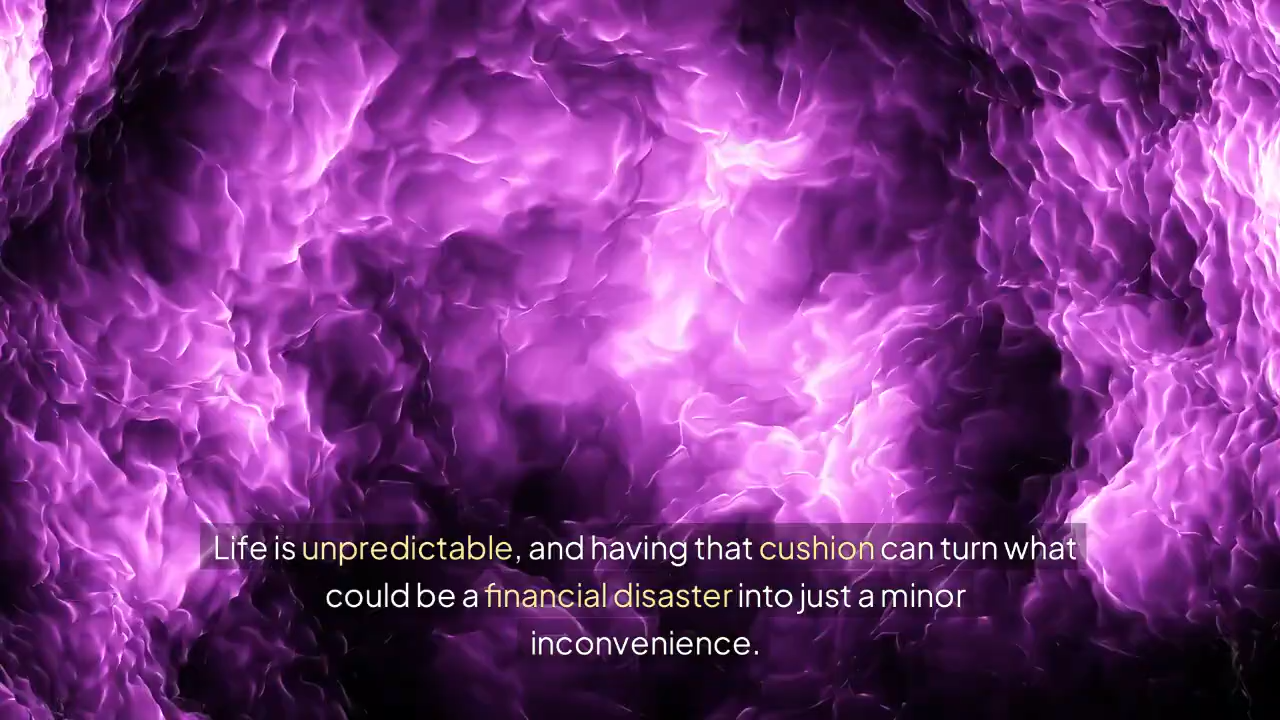 Life is unpredictable, and having that cushion can turn what
could be a financial disaster into just a minor
inconvenience.